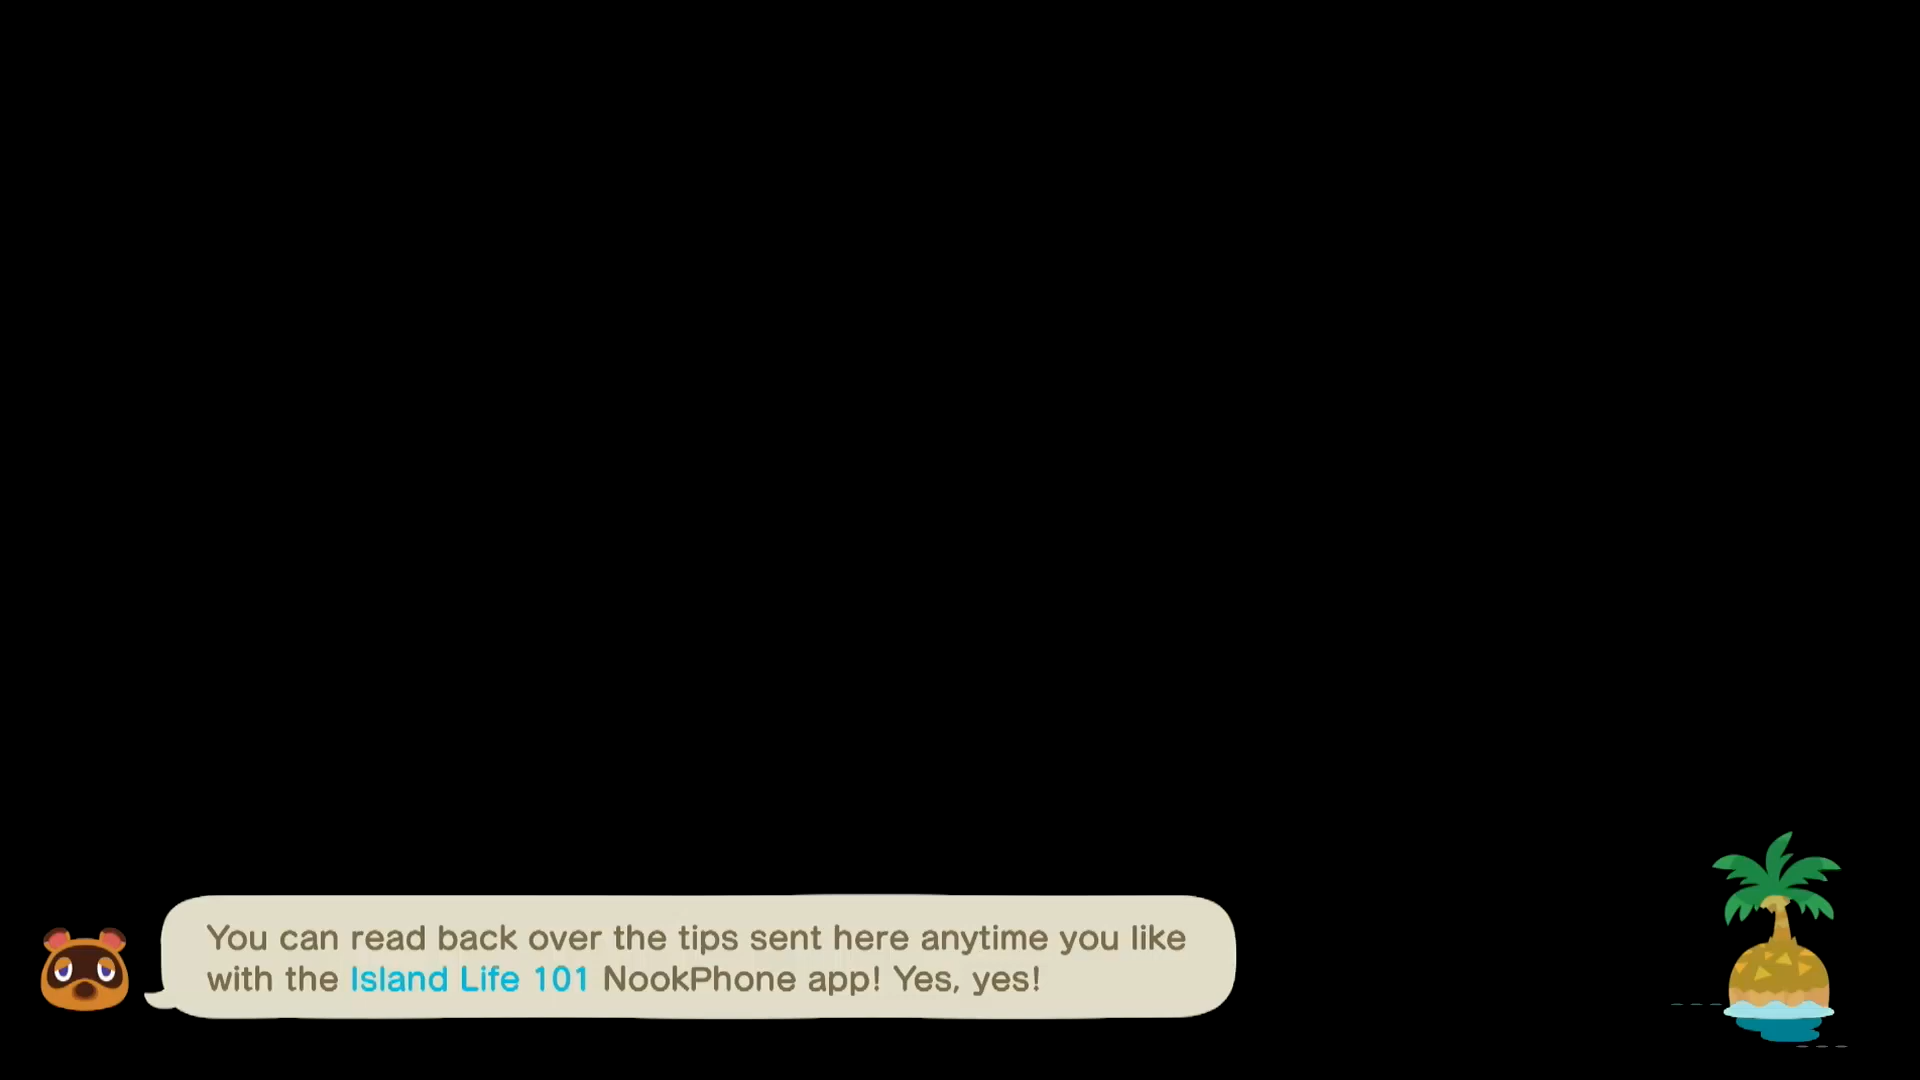 You can read back over the tips sent here anytime you like
with the Island Life 101 NookPhone app! Yes, yes!